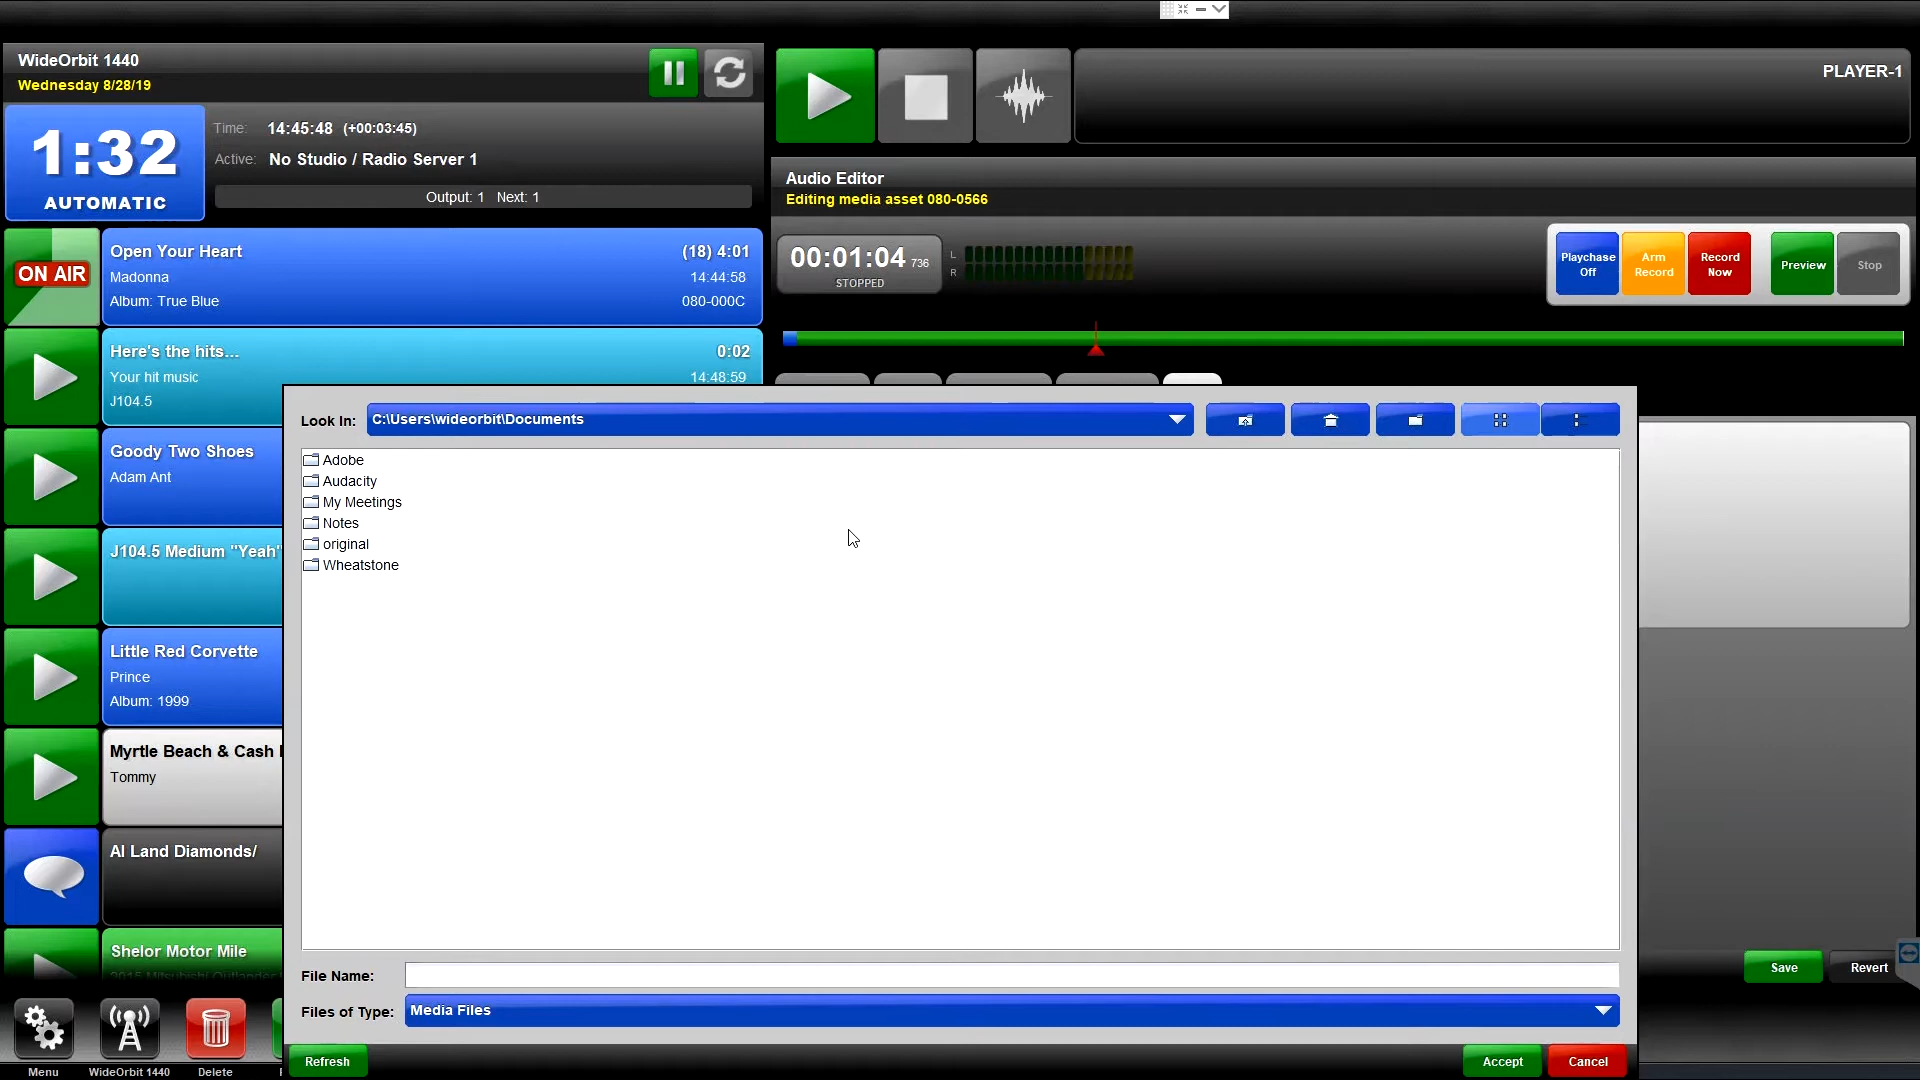 WideOrbit 1440
Wednesday 8/28/19
1:32
AUTOMATIC
Time: 14:45:48 (+00:03:45)
Active: No Studio / Radio Server 1
Output: 1 Next: 1
PLAYER-1
Audio Editor
Editing media asset 080-0566
00:01:04 736
STOPPED
L
R
Playchase Off
Arm Record
Record Now
Preview
Stop
ON AIR
Open Your Heart (18) 4:01
Madonna 14:44:58
Album: True Blue 080-000C
Here's the hits... 0:02
Your hit music 14:48:59
J104.5
Goody Two Shoes
Adam Ant
J104.5 Medium "Yeah"
Little Red Corvette
Prince
Album: 1999
Myrtle Beach & Cash
Tommy
Al Land Diamonds/
Shelor Motor Mile
2015 Mitsubishi Outlander
Look In: C:\Users\wideorbit\Documents
Adobe
Audacity
My Meetings
Notes
original
Wheatstone
File Name:
Files of Type: Media Files
Refresh
Accept
Cancel
Save
Revert
Menu
WideOrbit 1440
Delete